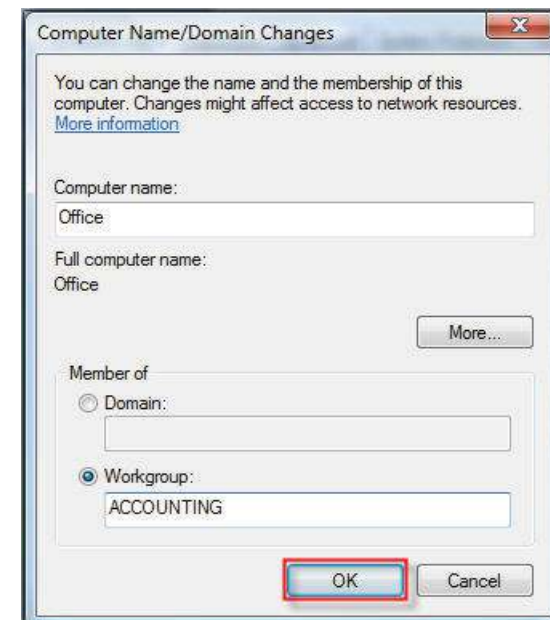 Computer Name/Domain Changes
You can change the name and the membership of this
computer. Changes might affect access to network resources.
More information
Computer name:
Office
Full computer name:
Office
More...
Member of
Domain:
Workgroup:
ACCOUNTING
OK
Cancel